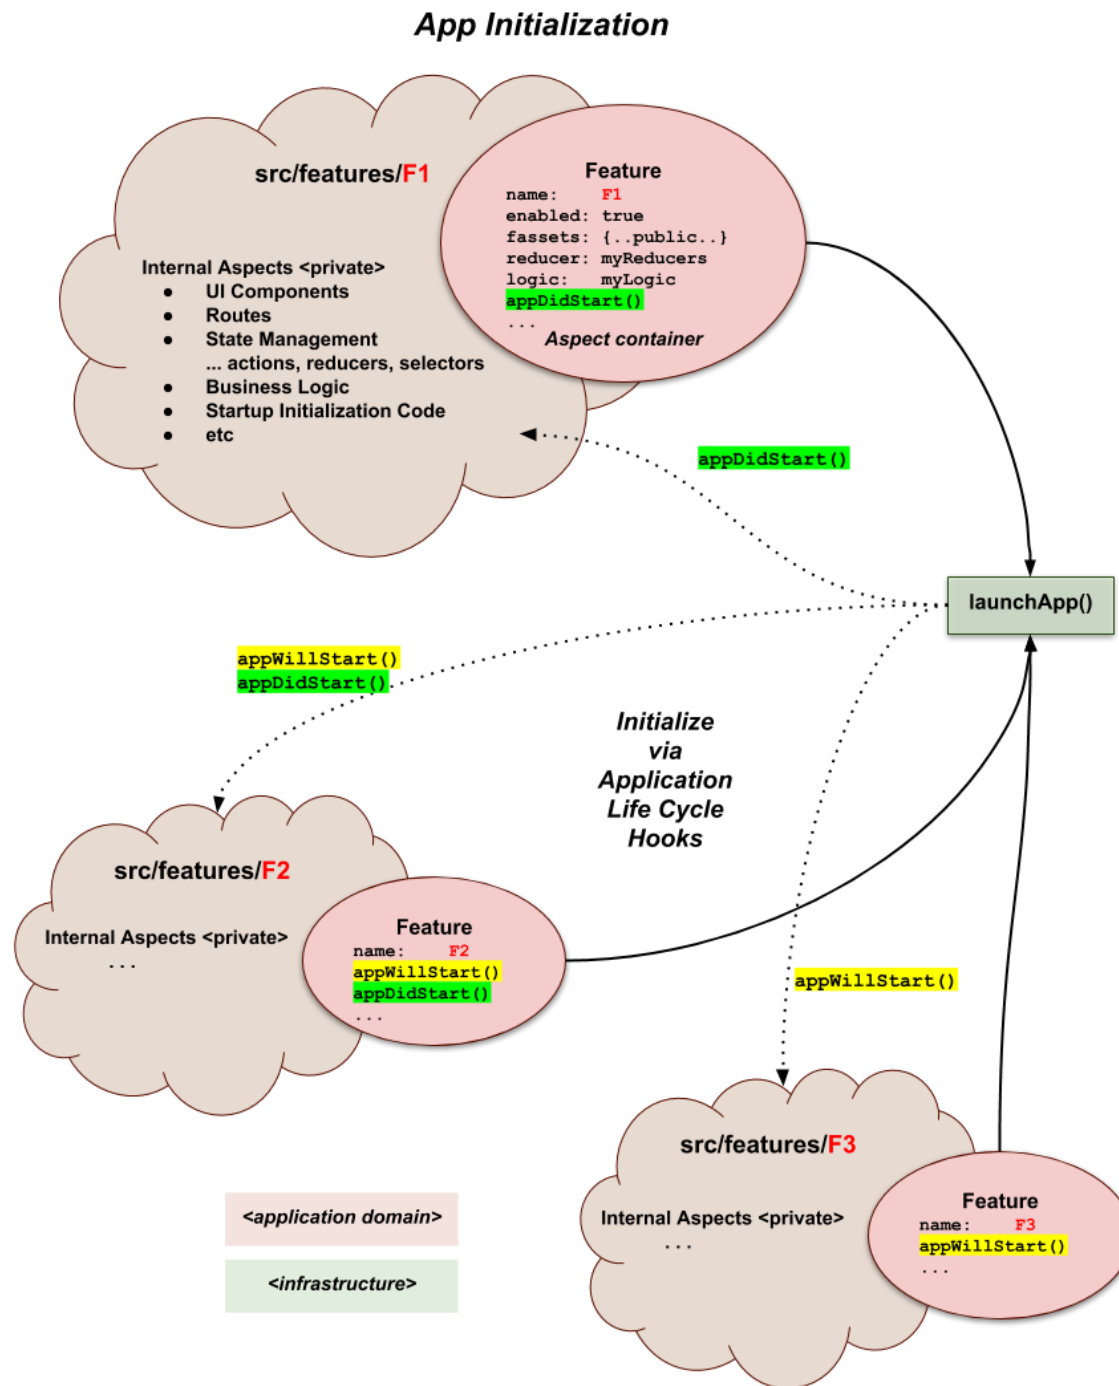 App Initialization
src/features/F1
Internal Aspects <private>
● UI Components
● Routes
● State Management
... actions, reducers, selectors
● Business Logic
● Startup Initialization Code
● etc
Feature
name: F1
enabled: true
fassets: {..public..}
reducer: myReducers
logic: myLogic
appDidStart()
...
Aspect container
appDidStart()
launchApp()
appWillStart()
appDidStart()
Initialize
via
Application
Life Cycle
Hooks
src/features/F2
Internal Aspects <private>
...
Feature
name: F2
appWillStart()
appDidStart()
...
appWillStart()
src/features/F3
Internal Aspects <private>
...
Feature
name: F3
appWillStart()
...
<application domain>
<infrastructure>